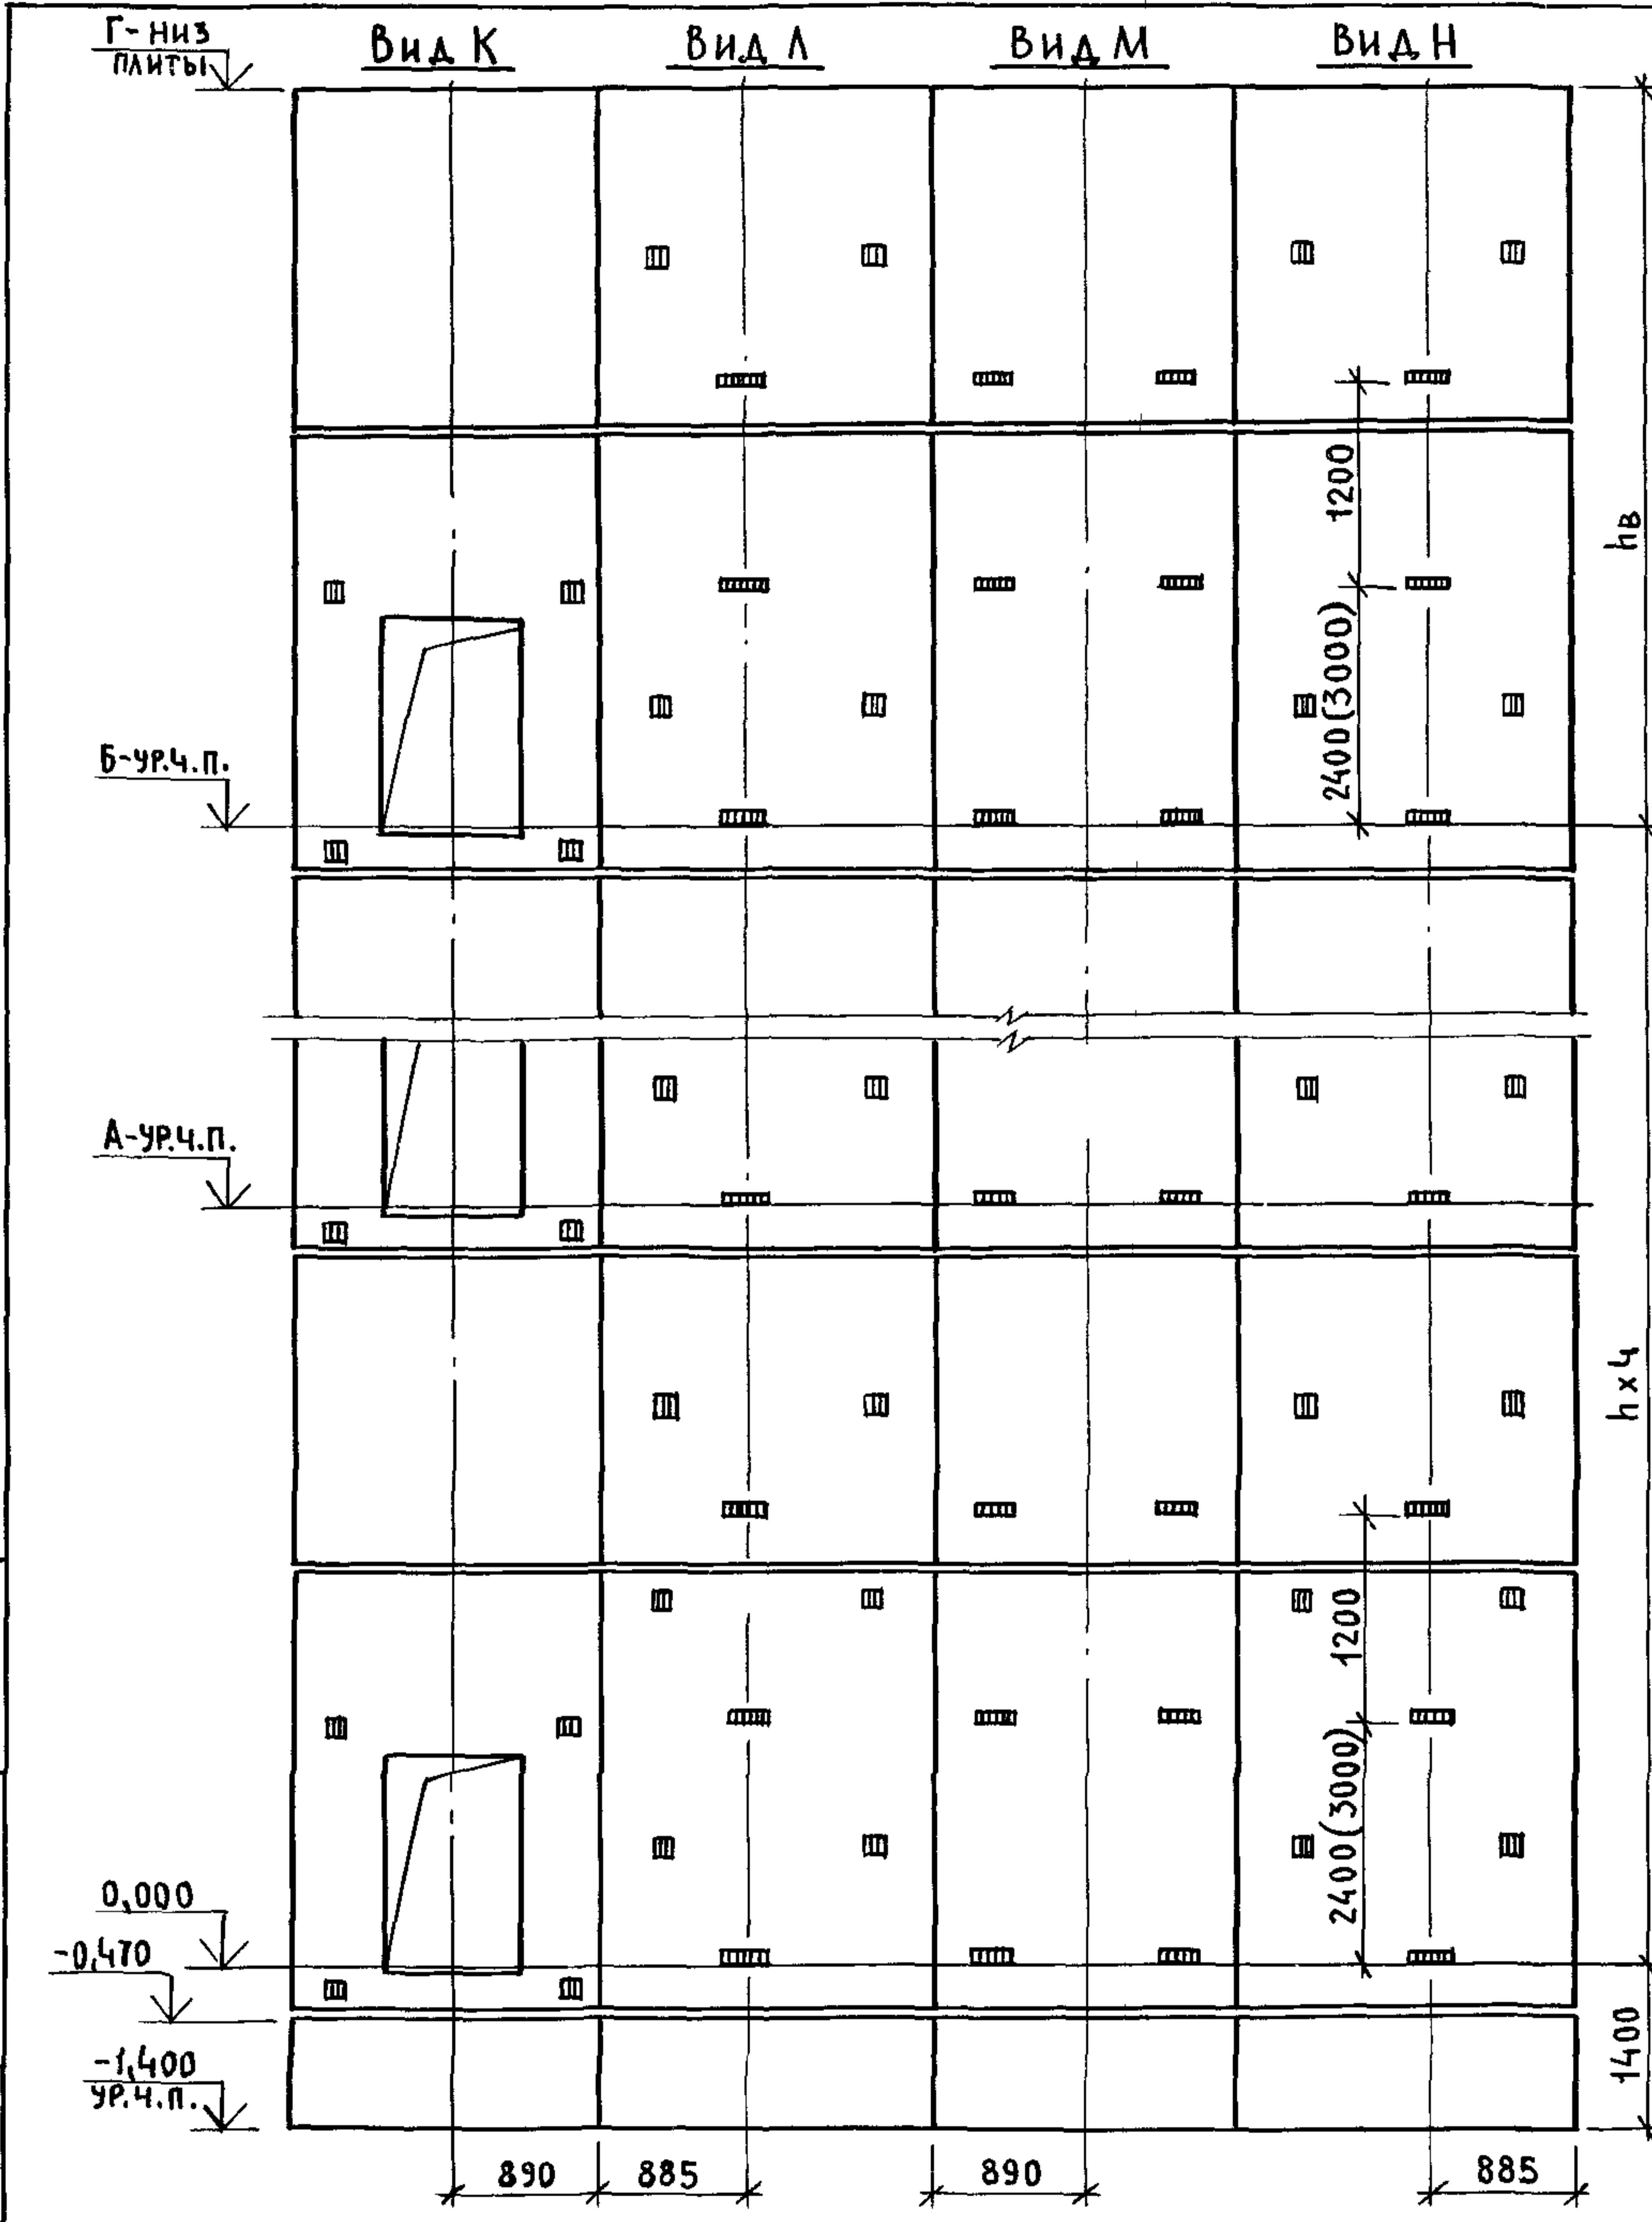 Г-низ
плиты
Вид К
Вид Л
Вид М
Вид Н
1200
hв
2400(3000)
Б-ур.ч.п.
А-ур.ч.п.
h×4
1200
2400(3000)
0,000
-0,470
-1,400
ур.ч.п.
1400
890
885
890
885